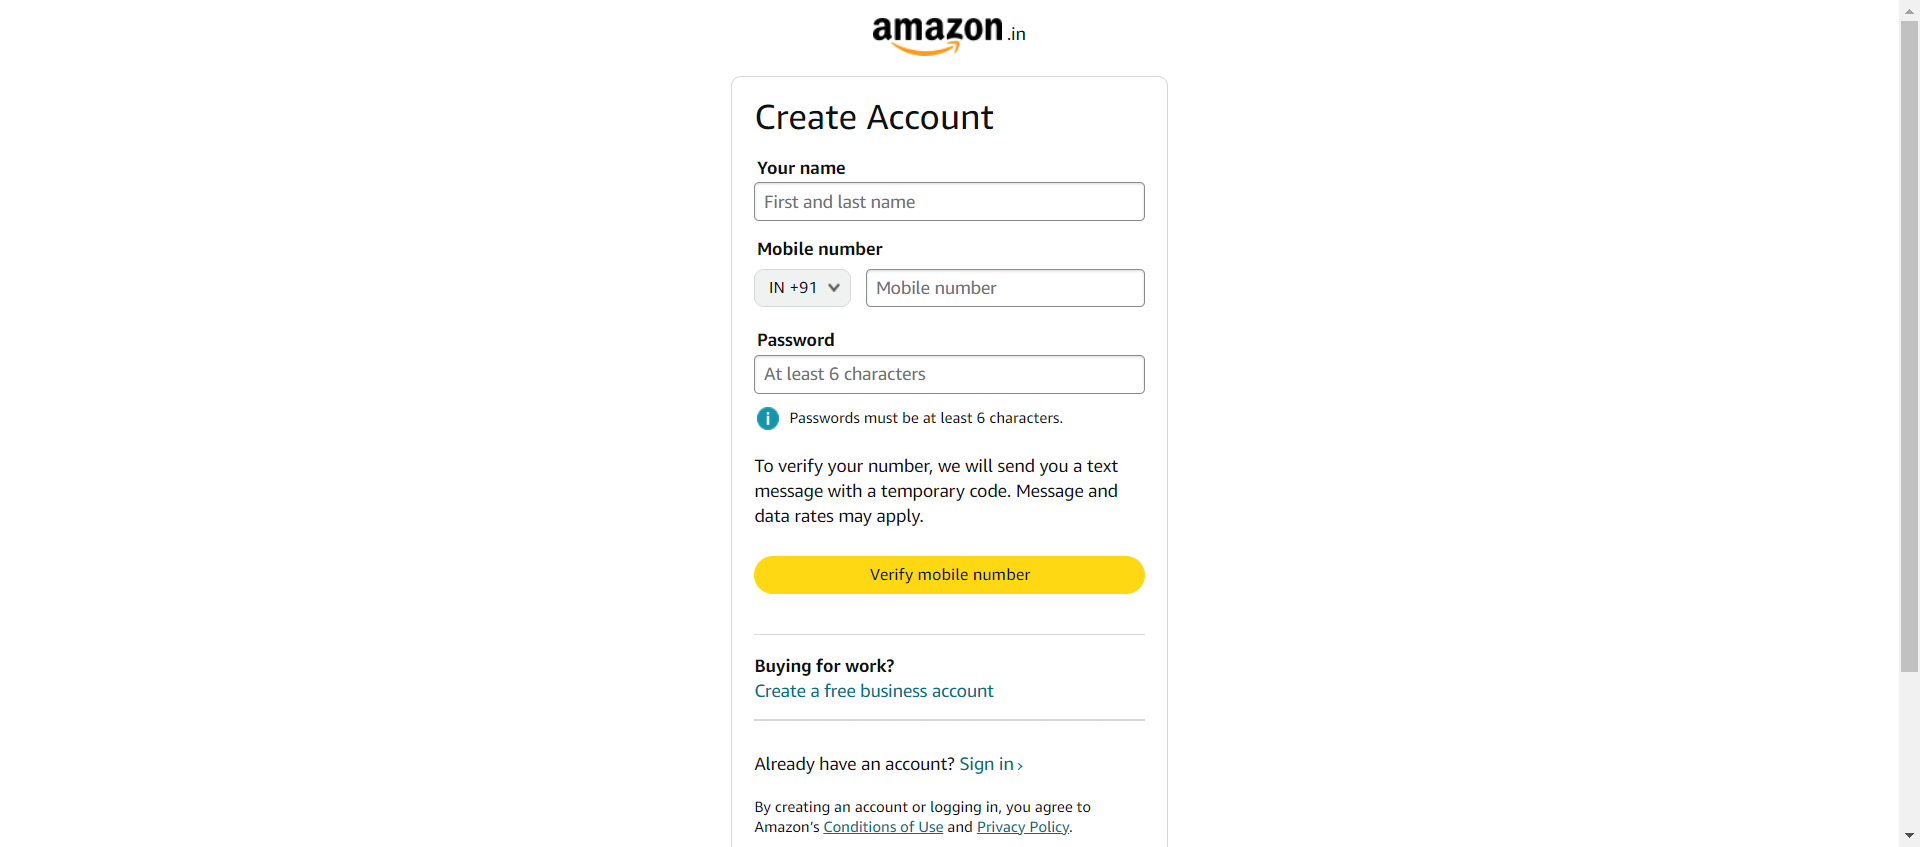 amazon.in
Create Account
Your name
First and last name
Mobile number
IN +91 Mobile number
Password
At least 6 characters
i Passwords must be at least 6 characters.
To verify your number, we will send you a text
message with a temporary code. Message and
data rates may apply.
Verify mobile number
Buying for work?
Create a free business account
Already have an account? Sign in ›
By creating an account or logging in, you agree to
Amazon’s Conditions of Use and Privacy Policy.